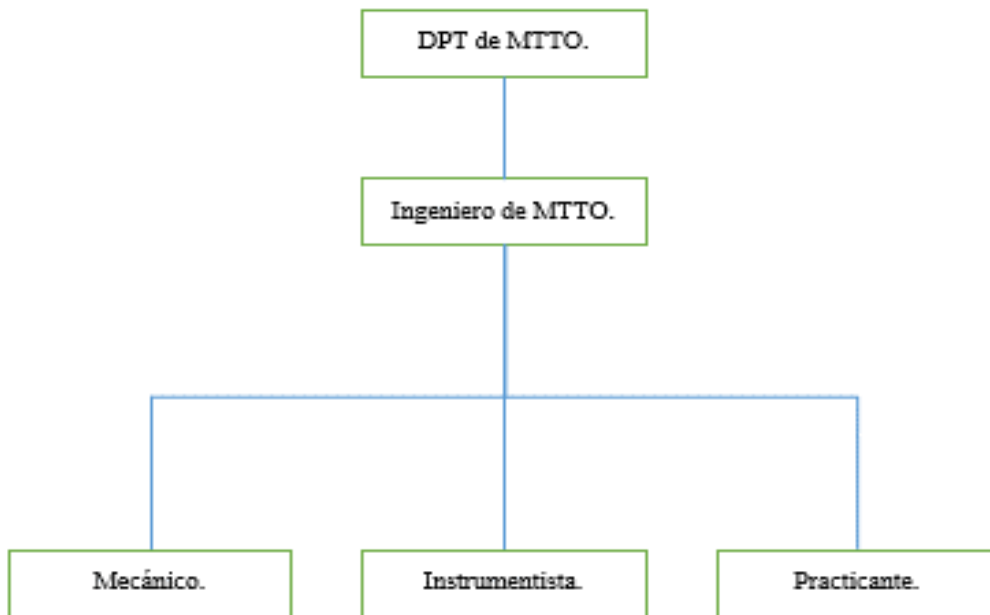 DPT de MTTO.
Ingeniero de MTTO.
Mecánico.
Instrumentista.
Practicante.